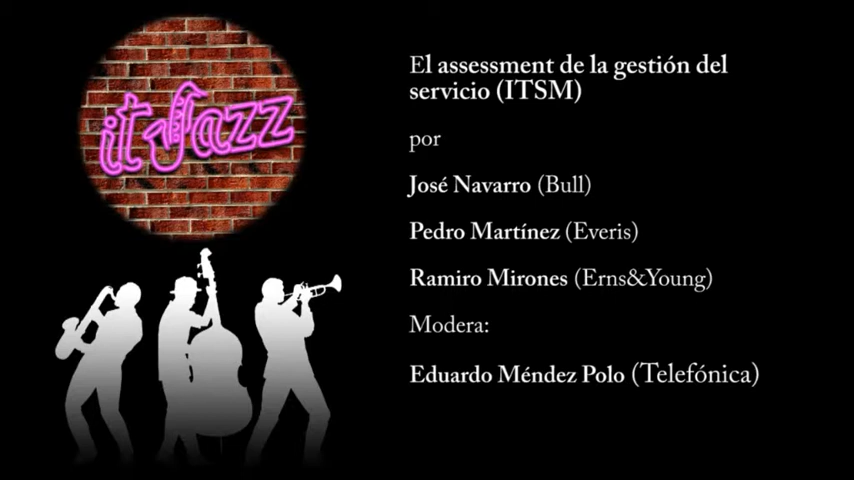 it Jazz
El assessment de la gestión del
servicio (ITSM)
por
José Navarro (Bull)
Pedro Martínez (Everis)
Ramiro Mirones (Erns&Young)
Modera:
Eduardo Méndez Polo (Telefónica)